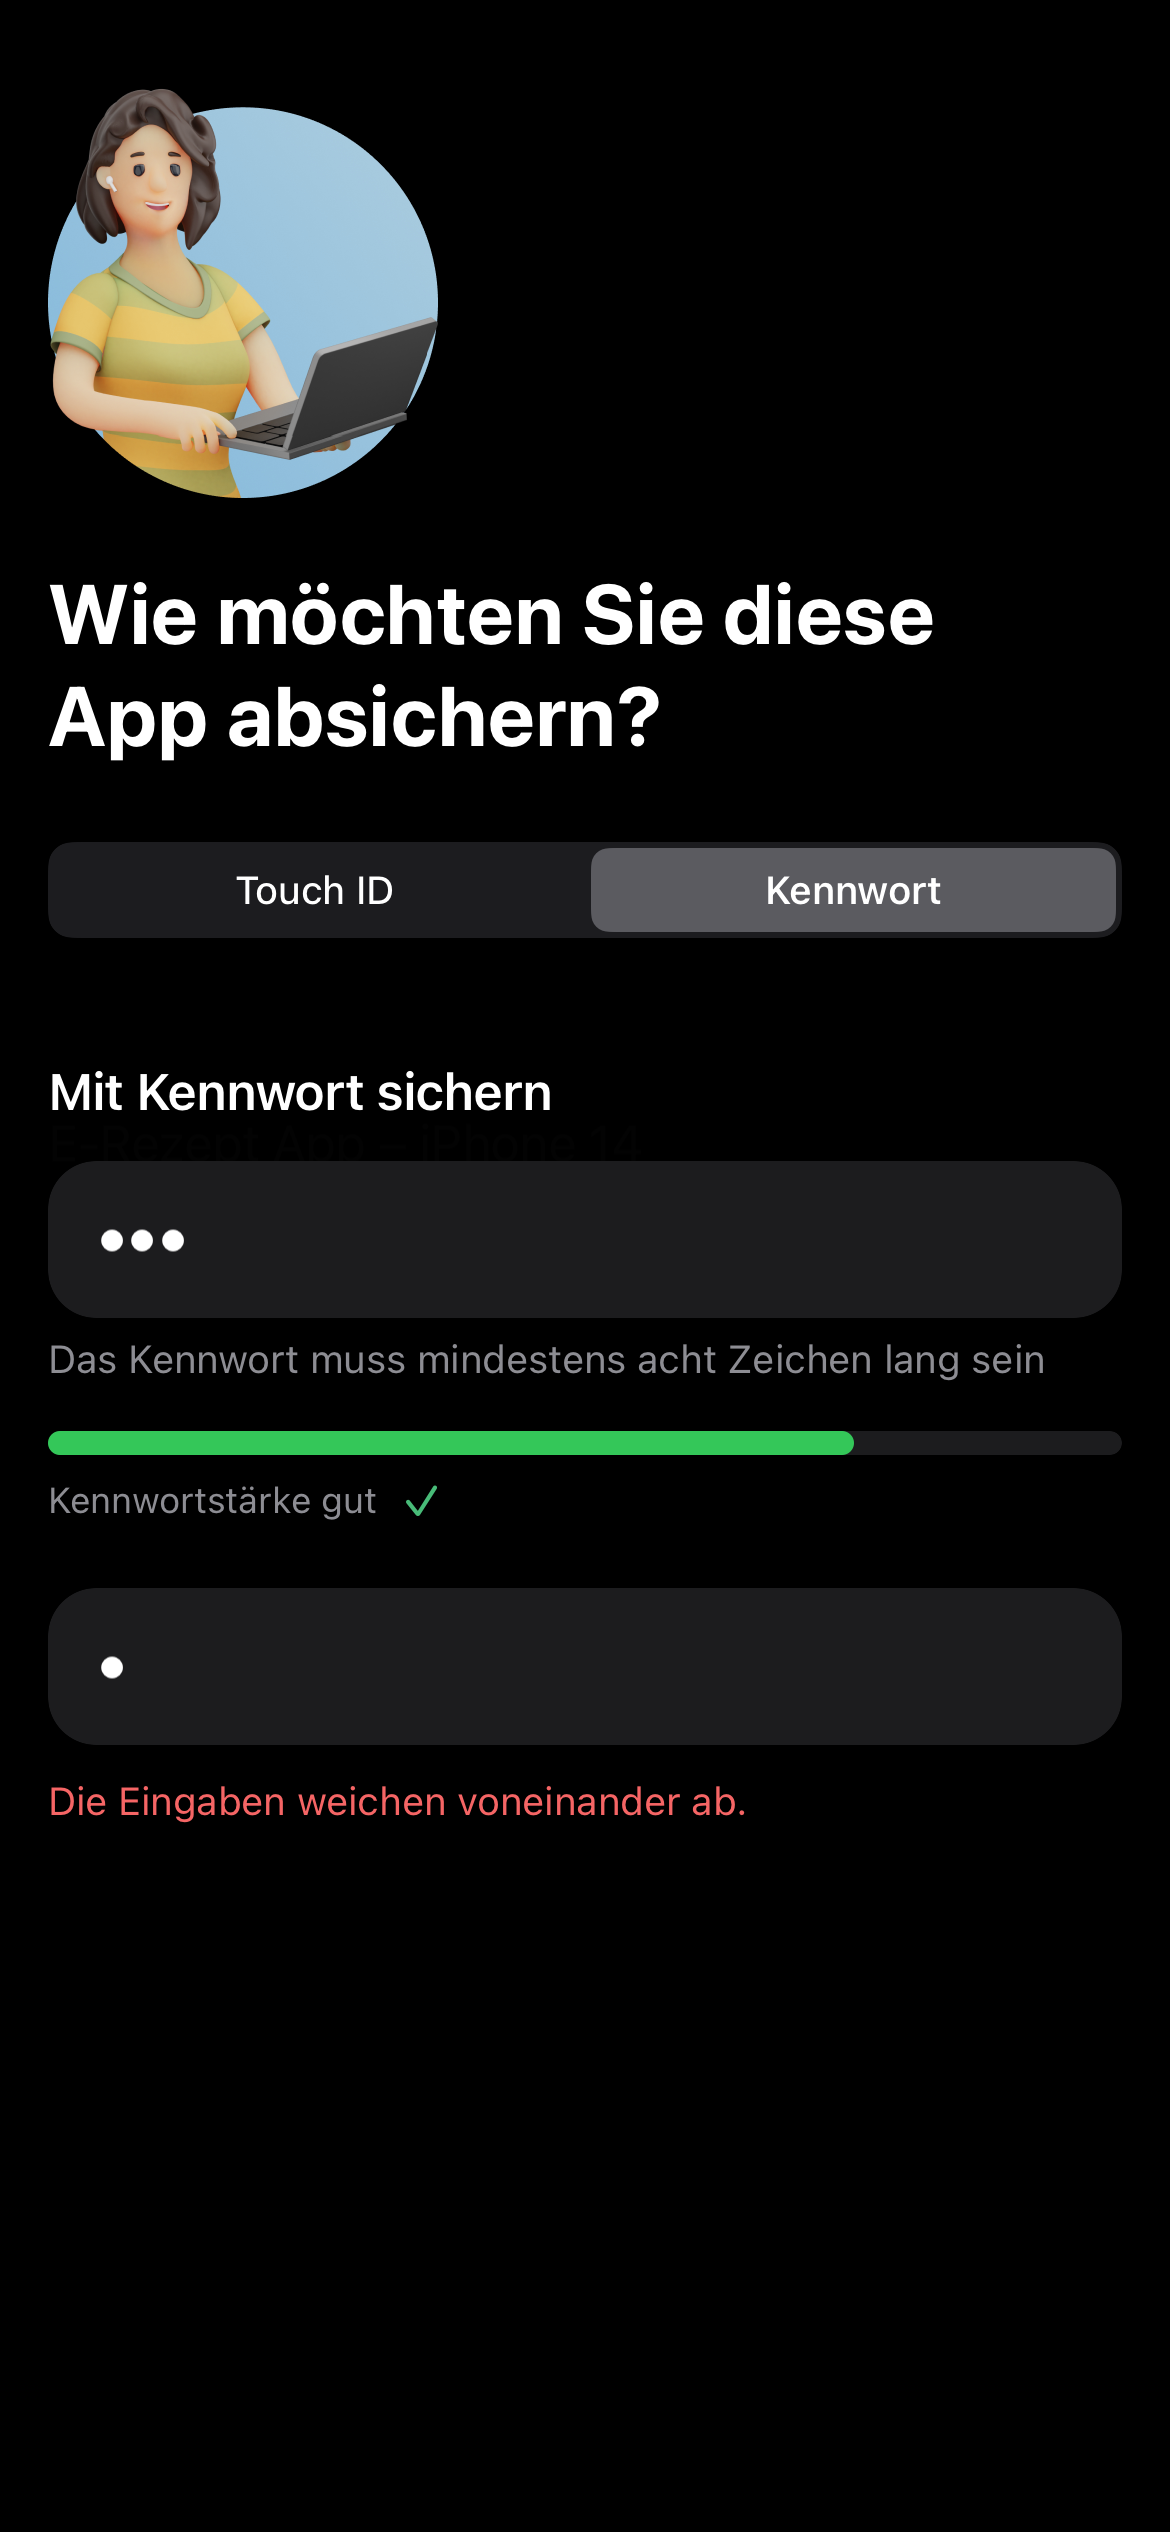 Wie möchten Sie diese
App absichern?
Touch ID
Kennwort
Mit Kennwort sichern
E-Rezept App – iPhone 14
•••
Das Kennwort muss mindestens acht Zeichen lang sein
Kennwortstärke gut
•
Die Eingaben weichen voneinander ab.